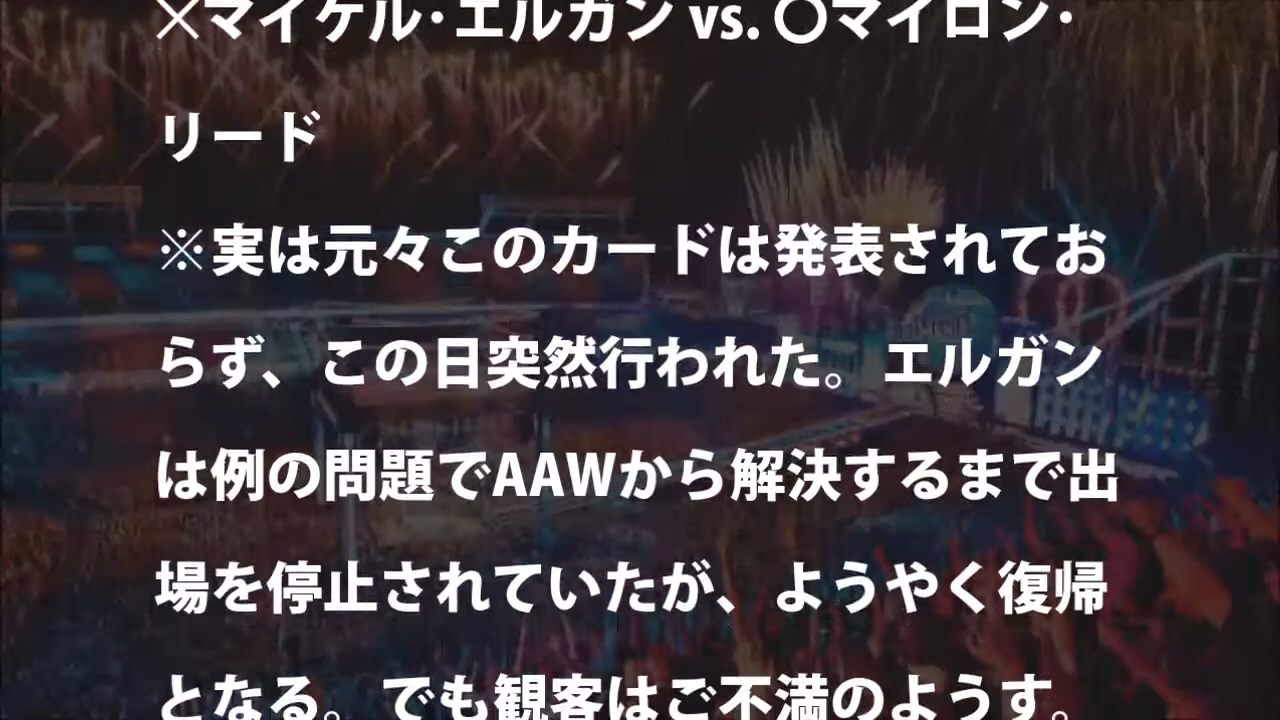 ×マイケル・エルガン vs. 〇マイロン・
リード
※実は元々このカードは発表されてお
らず、この日突然行われた。エルガン
は例の問題でAAWから解決するまで出
場を停止されていたが、ようやく復帰
となる。でも観客はご不満のようす。